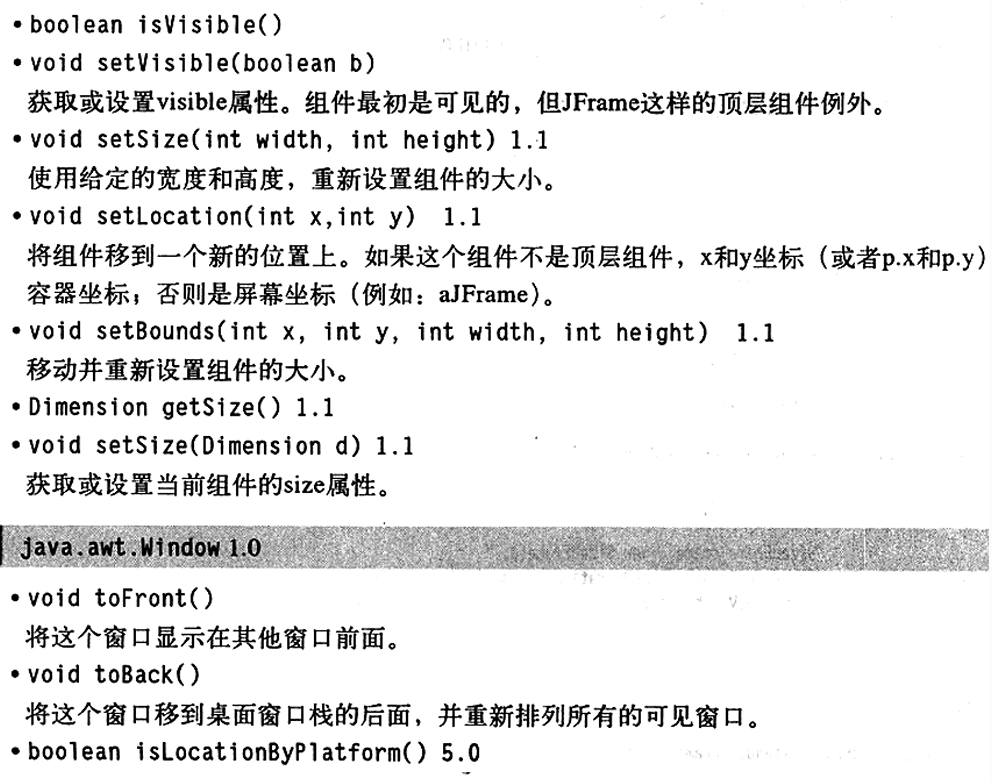 • boolean isVisible()
• void setVisible(boolean b)
获取或设置visible属性。组件最初是可见的，但JFrame这样的顶层组件例外。
• void setSize(int width, int height) 1.1
使用给定的宽度和高度，重新设置组件的大小。
• void setLocation(int x,int y) 1.1
将组件移到一个新的位置上。如果这个组件不是顶层组件，x和y坐标（或者p.x和p.y）
容器坐标；否则是屏幕坐标（例如：aJFrame）。
• void setBounds(int x, int y, int width, int height) 1.1
移动并重新设置组件的大小。
• Dimension getSize() 1.1
• void setSize(Dimension d) 1.1
获取或设置当前组件的size属性。
java.awt.Window 1.0
• void toFront()
将这个窗口显示在其他窗口前面。
• void toBack()
将这个窗口移到桌面窗口栈的后面，并重新排列所有的可见窗口。
• boolean isLocationByPlatform() 5.0